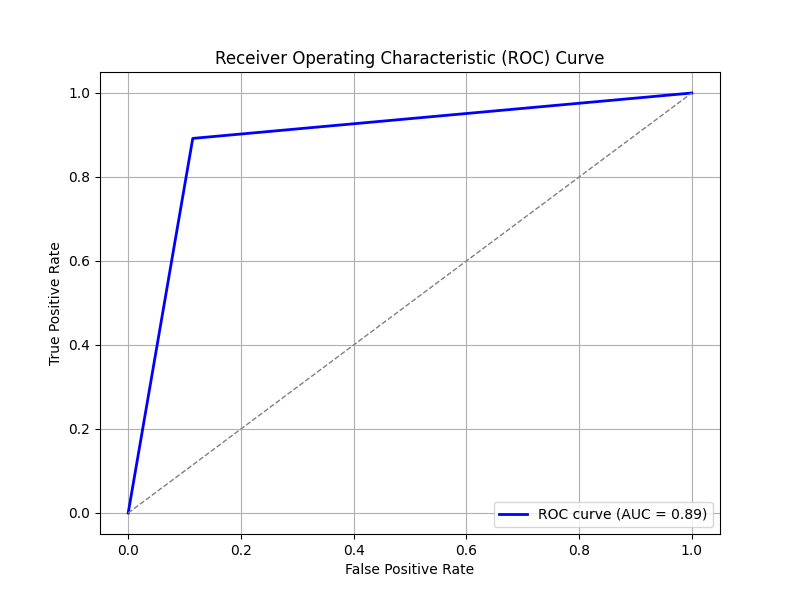 Receiver Operating Characteristic (ROC) Curve
1.0
0.8
0.6
0.4
0.2
0.0
True Positive Rate
ROC curve (AUC = 0.89)
0.0 0.2 0.4 0.6 0.8 1.0
False Positive Rate